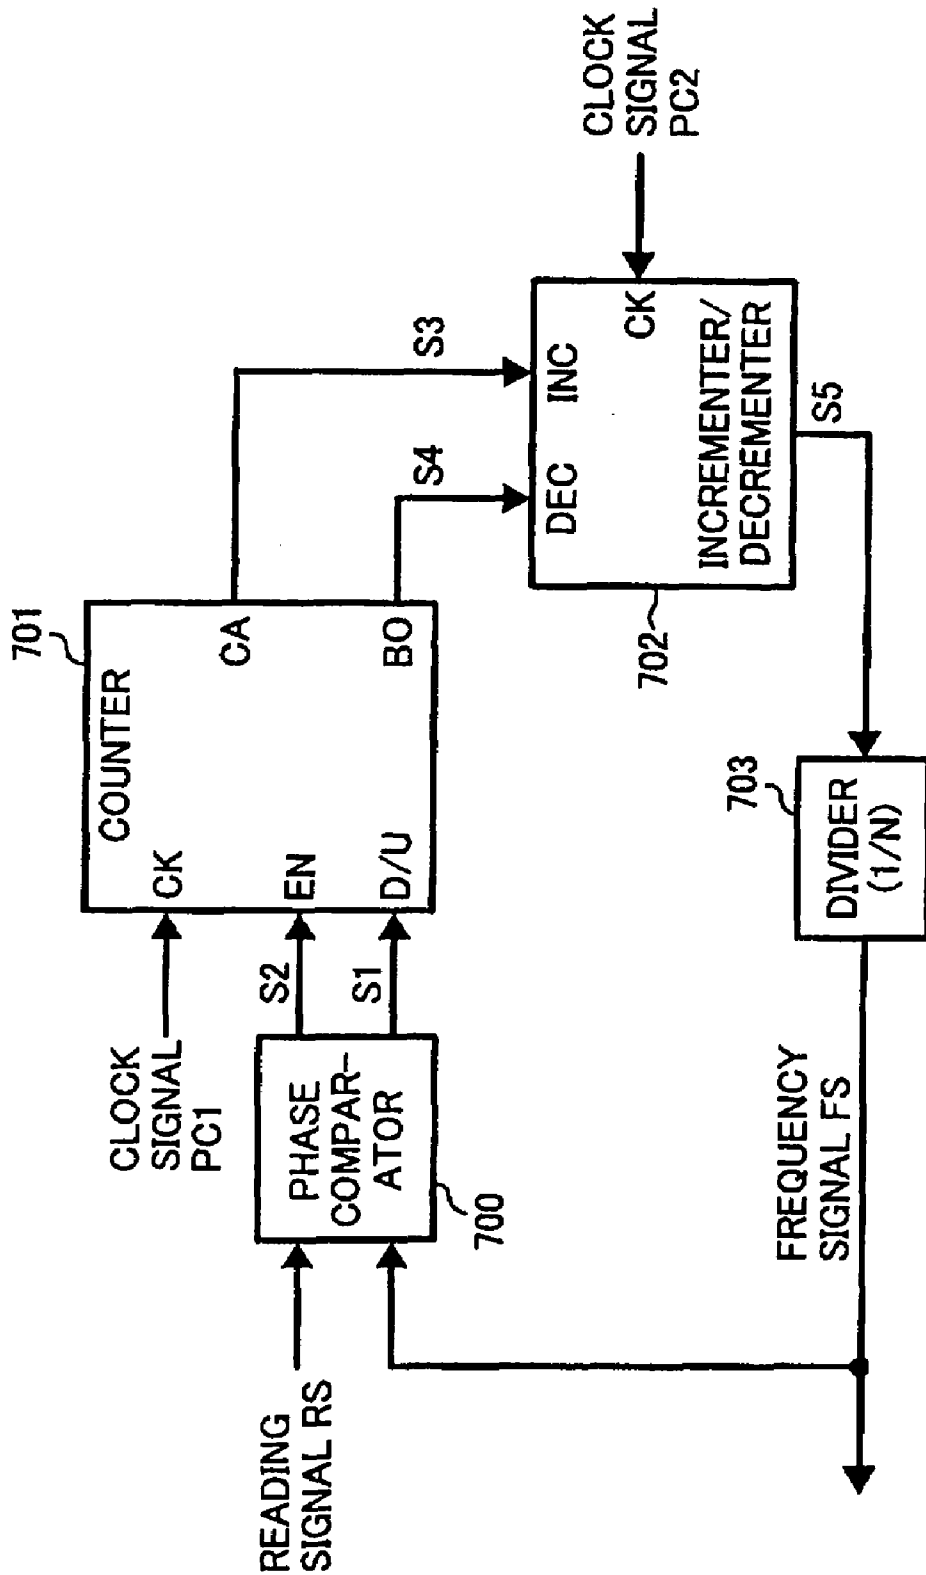 READING
SIGNAL RS
CLOCK
SIGNAL
PC1
PHASE
COMPAR-
ATOR
700
S2
S1
701
COUNTER
CK
EN
D/U
CA
BO
S3
S4
DEC
INC
CK
INCREMENTER/
DECREMENTER
702
CLOCK
SIGNAL
PC2
S5
703
DIVIDER
(1/N)
FREQUENCY
SIGNAL FS